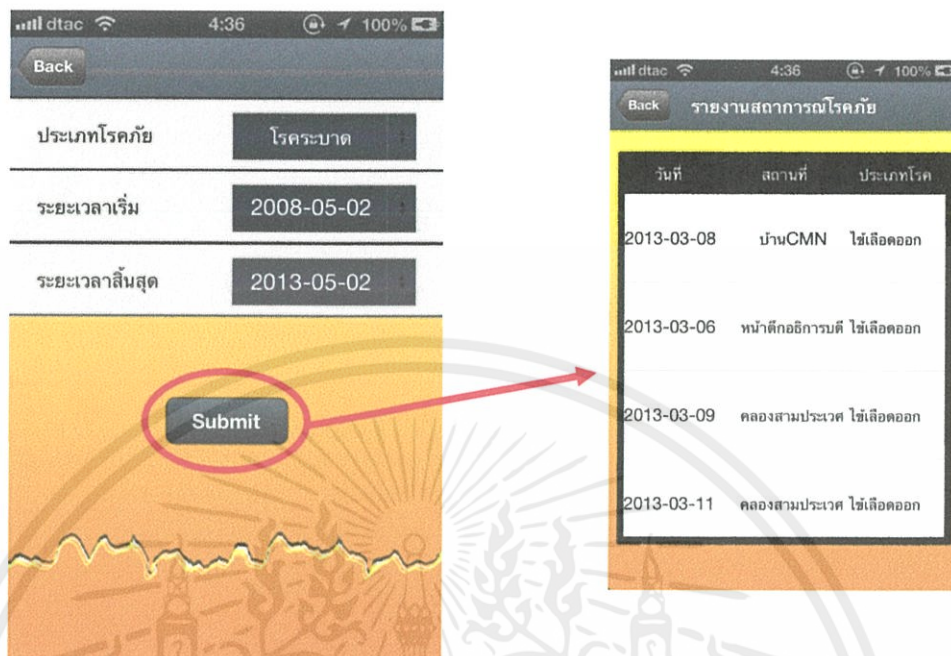 dtac 4:36 100%
Back
ประเภทโรคภัย โรคระบาด
ระยะเวลาเริ่ม 2008-05-02
ระยะเวลาสิ้นสุด 2013-05-02
Submit
dtac 4:36 100%
Back รายงานสถาการณ์โรคภัย
วันที่ สถานที่ ประเภทโรค
2013-03-08 บ้านCMN ไข้เลือดออก
2013-03-06 หน้าตึกอธิการบดี ไข้เลือดออก
2013-03-09 คลองสามประเวศ ไข้เลือดออก
2013-03-11 คลองสามประเวศ ไข้เลือดออก